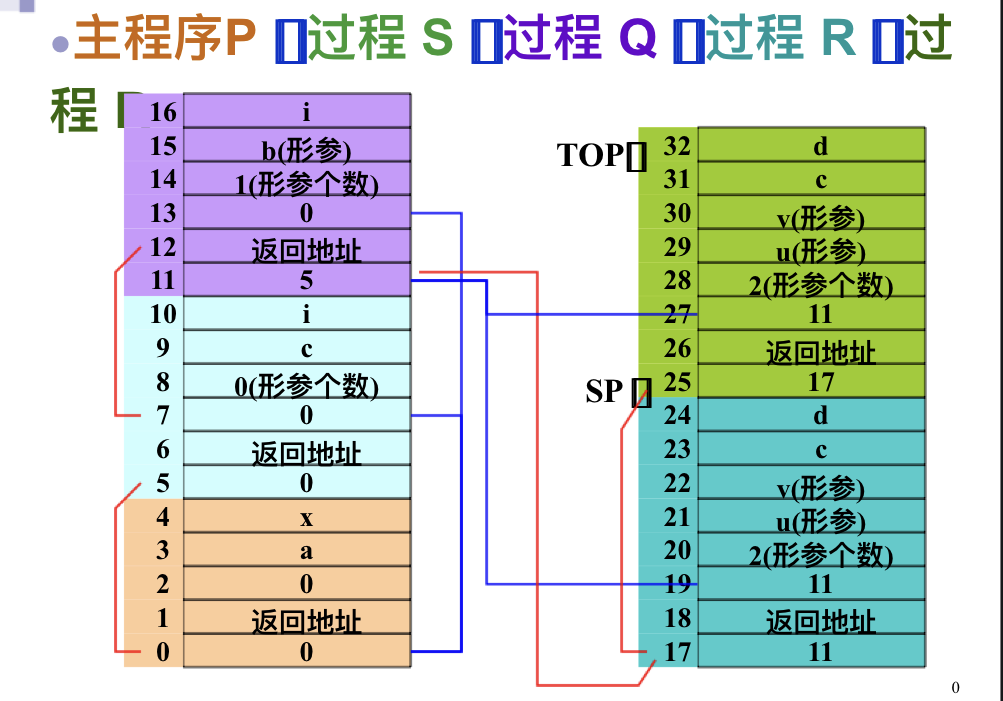 •主程序P 过程 S 过程 Q 过程 R 过
程
16 i
15 b(形参)
14 1(形参个数)
13 0
12 返回地址
11 5
10 i
9 c
8 0(形参个数)
7 0
6 返回地址
5 0
4 x
3 a
2 0
1 返回地址
0 0
TOP
32 d
31 c
30 v(形参)
29 u(形参)
28 2(形参个数)
27 11
26 返回地址
SP
25 17
24 d
23 c
22 v(形参)
21 u(形参)
20 2(形参个数)
19 11
18 返回地址
17 11
0